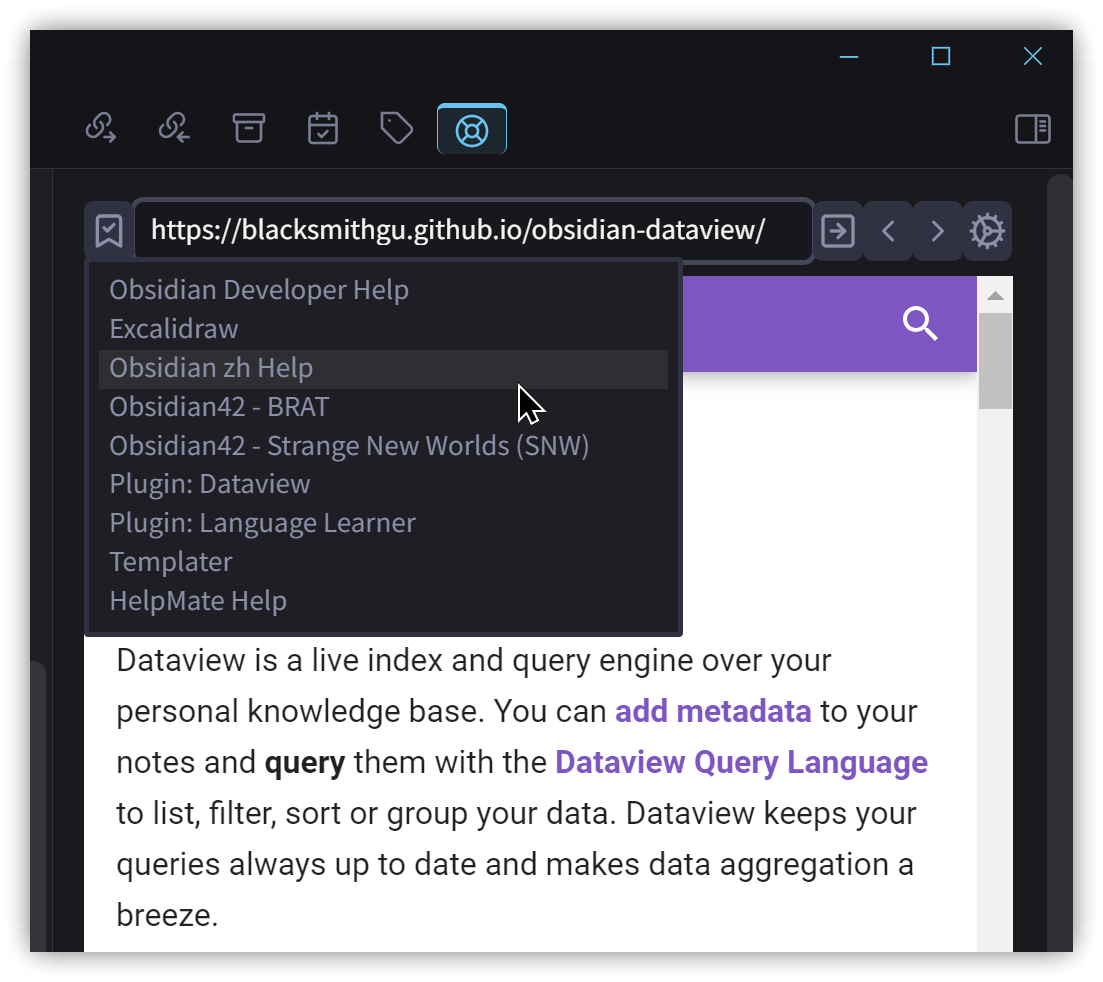 https://blacksmithgu.github.io/obsidian-dataview/
Obsidian Developer Help
Excalidraw
Obsidian zh Help
Obsidian42 - BRAT
Obsidian42 - Strange New Worlds (SNW)
Plugin: Dataview
Plugin: Language Learner
Templater
HelpMate Help
Dataview is a live index and query engine over your
personal knowledge base. You can add metadata to your
notes and query them with the Dataview Query Language
to list, filter, sort or group your data. Dataview keeps your
queries always up to date and makes data aggregation a
breeze.